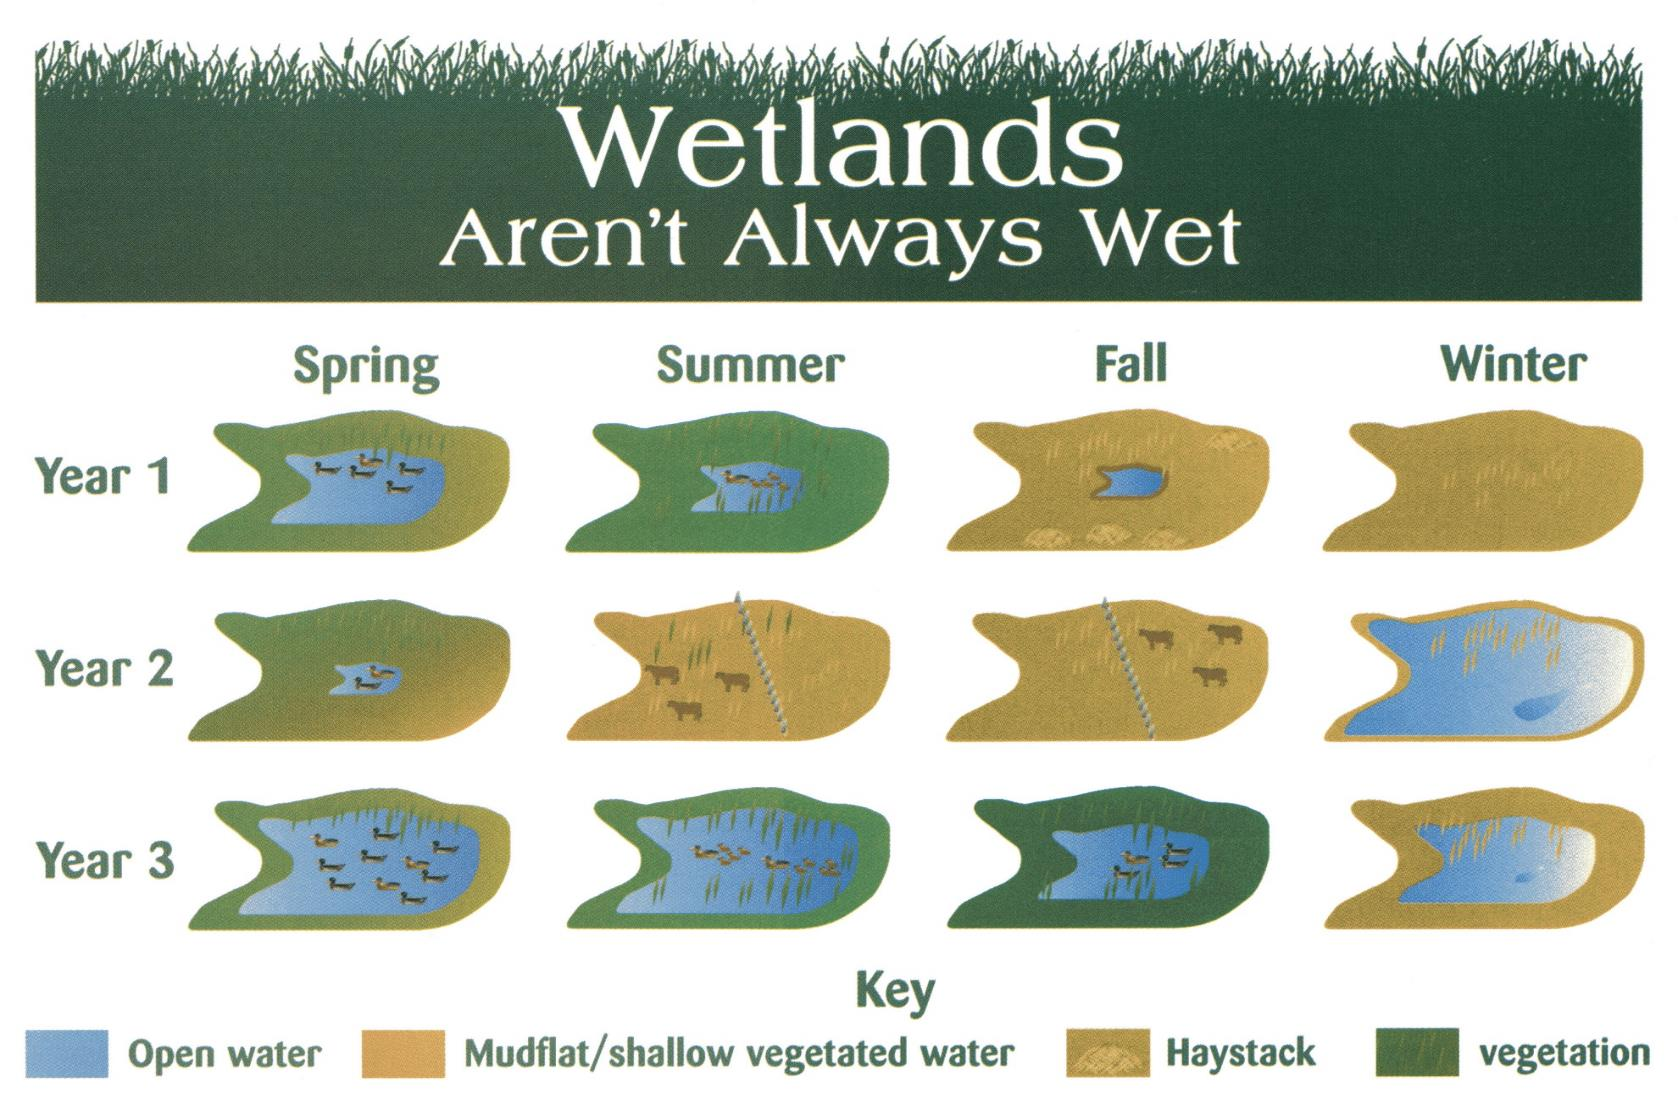 Wetlands
Aren't Always Wet
Spring Summer Fall Winter
Year 1
Year 2
Year 3
Key
Open water Mudflat/shallow vegetated water Haystack vegetation